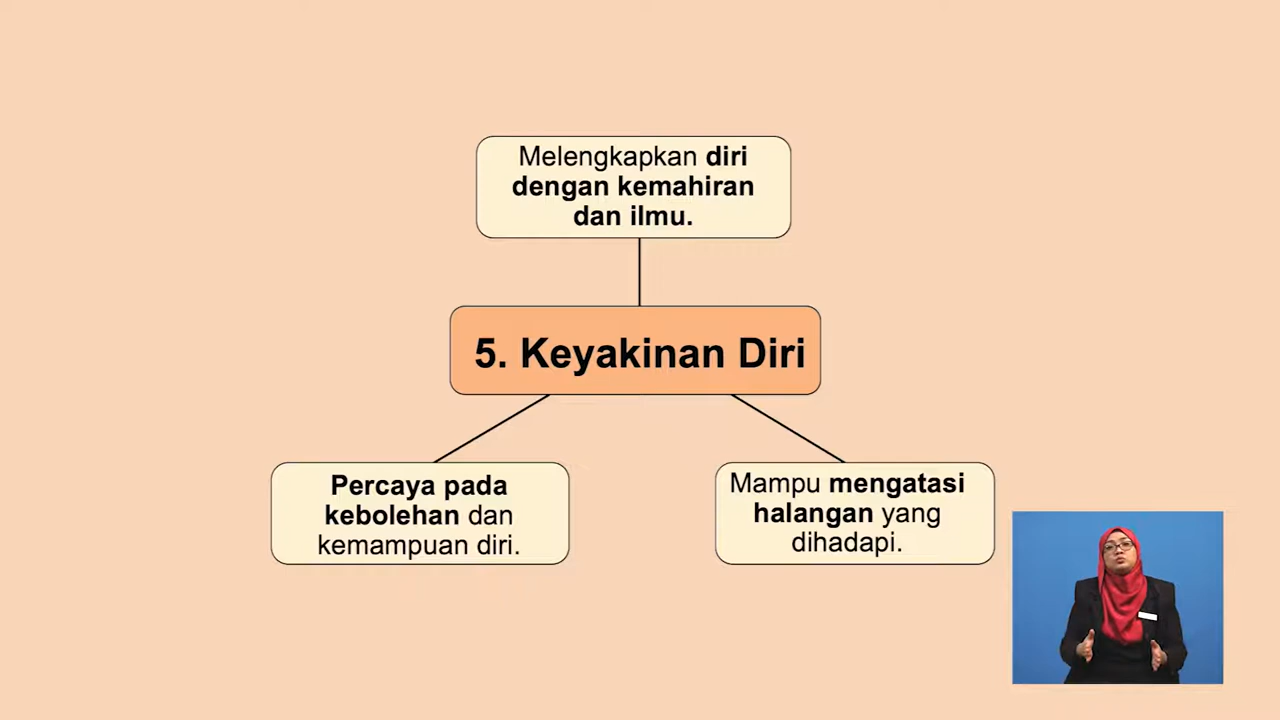 Melengkapkan diri
dengan kemahiran
dan ilmu.
5. Keyakinan Diri
Percaya pada
kebolehan dan
kemampuan diri.
Mampu mengatasi
halangan yang
dihadapi.